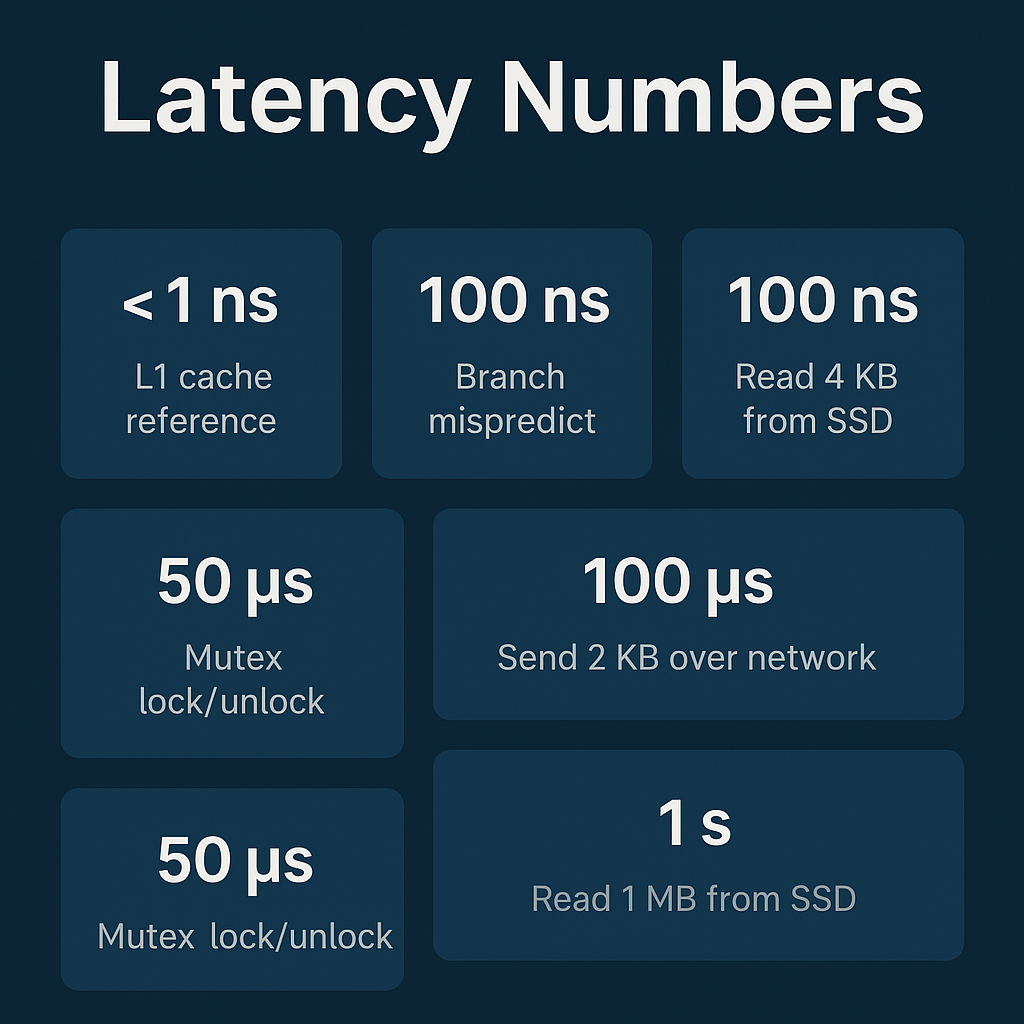 Latency Numbers
< 1 ns
L1 cache
reference
100 ns
Branch
mispredict
100 ns
Read 4 KB
from SSD
50 µs
Mutex
lock/unlock
100 µs
Send 2 KB over network
50 µs
Mutex lock/unlock
1 s
Read 1 MB from SSD